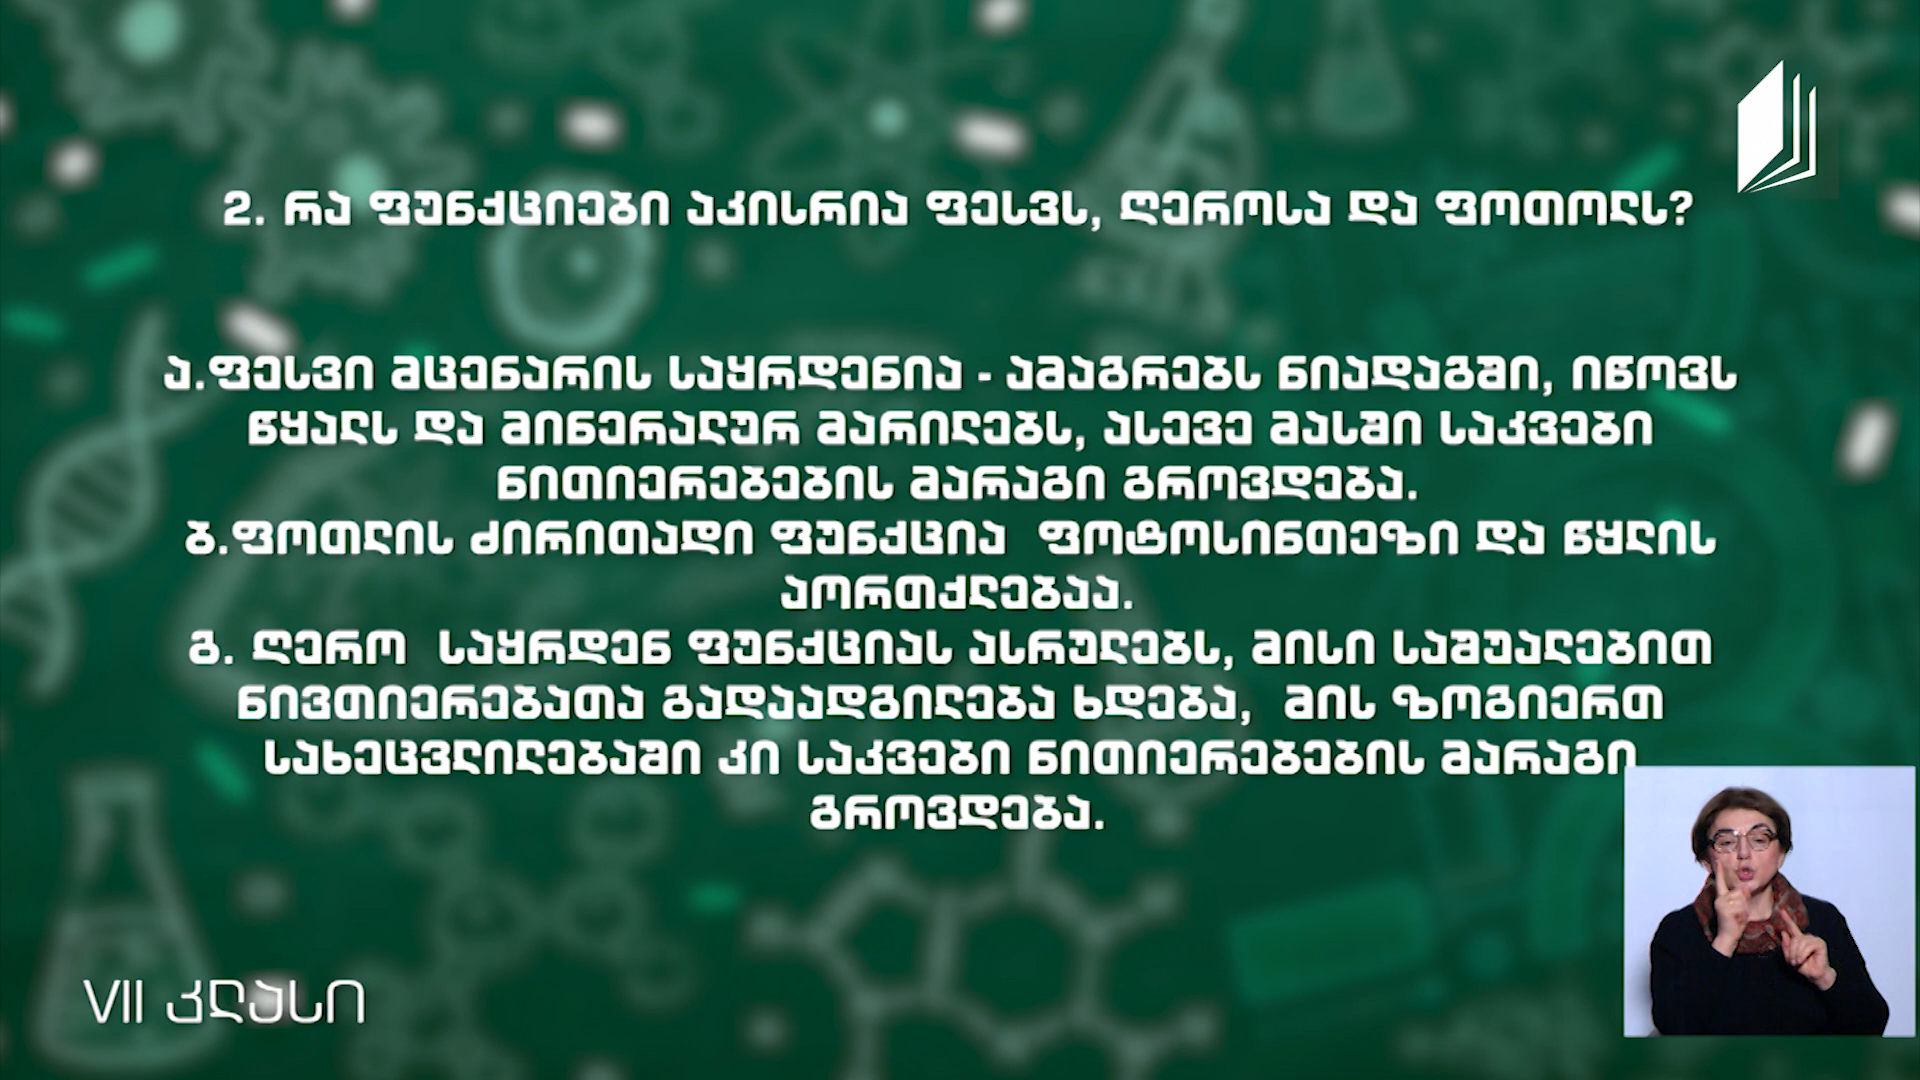 2. რა ფუნქციები აკისრია ფესვს, ღეროსა და ფოთოლს?
ა.ფესვი მცენარის საყრდენია - ამაგრებს ნიადაგში, იწოვს
წყალს და მინერალურ მარილებს, ასევე მასში საკვები
ნითიერებების მარაგი გროვდება.
ბ.ფოთლის ძირითადი ფუნქცია ფოტოსინთეზი და წყლის
აორთქლებაა.
გ. ღერო საყრდენ ფუნქციას ასრულებს, მისი საშუალებით
ნივთიერებათა გადაადგილება ხდება, მის ზოგიერთ
სახეცვლილებაში კი საკვები ნითიერებების მარაგი
გროვდება.
VII კლასი